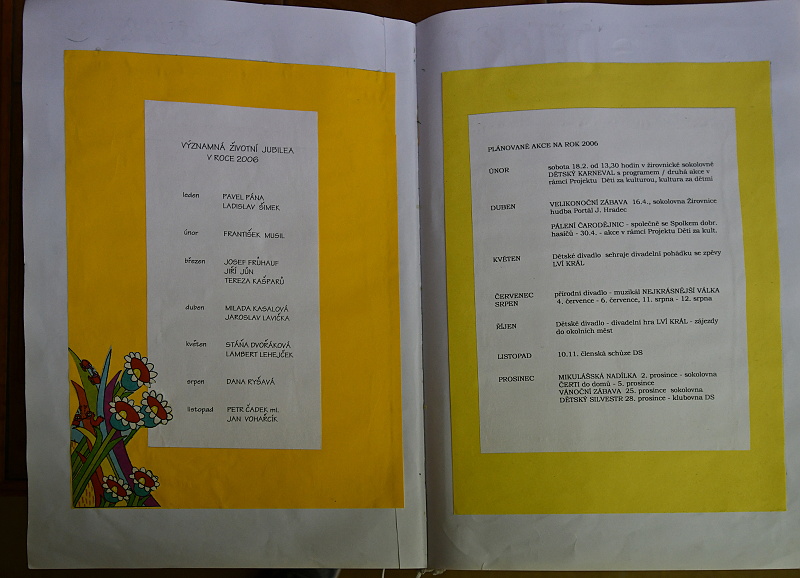 VÝZNAMNÁ ŽIVOTNÍ JUBILEA
V ROCE 2006
leden PAVEL PÁNA
LADISLAV ŠIMEK
únor FRANTIŠEK MUSIL
březen JOSEF FRÜHAUF
JIŘÍ JŮN
TEREZA KAŠPARŮ
duben MILADA KASALOVÁ
JAROSLAV LAVIČKA
květen STÁŇA DVOŘÁKOVÁ
LAMBERT LEHEJČEK
srpen DANA RYŠAVÁ
listopad PETR ČADEK ml.
JAN VOHAŘCÍK
PLÁNOVANÉ AKCE NA ROK 2006
ÚNOR sobota 18.2. od 13,30 hodin v žirovnické sokolovně
DĚTSKÝ KARNEVAL s programem / druhá akce v
rámci Projektu Děti za kulturou, kultura za dětmi
DUBEN VELIKONOČNÍ ZÁBAVA 16.4., sokolovna Žirovnice
hudba Portál J. Hradec
PÁLENÍ ČARODĚJNIC - společně se Spolkem dobr.
hasičů - 30.4. - akce v rámci Projektu Děti za kult.
KVĚTEN Dětské divadlo sehraje divadelní pohádku se zpěvy
LVÍ KRÁL
ČERVENEC přírodní divadlo - muzikál NEJKRÁSNĚJŠÍ VÁLKA
SRPEN 4. července - 6. července, 11. srpna - 12. srpna
ŘÍJEN Dětské divadlo - divadelní hra LVÍ KRÁL - zájezdy
do okolních měst
LISTOPAD 10.11. členská schůze DS
PROSINEC MIKULÁŠSKÁ NADÍLKA 2. prosince - sokolovna
ČERTI do domů - 5. prosince
VÁNOČNÍ ZÁBAVA 25. prosince sokolovna
DĚTSKÝ SILVESTR 28. prosince - klubovna DS